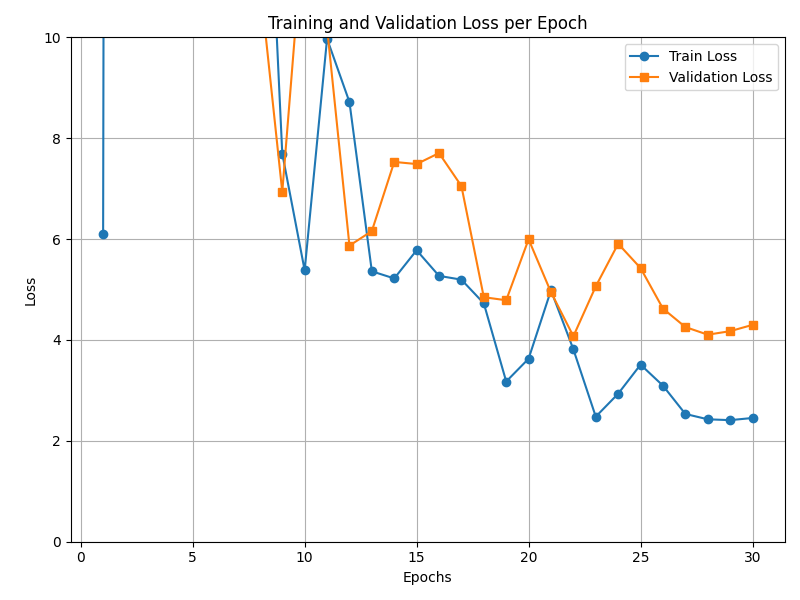 Training and Validation Loss per Epoch
Train Loss
Validation Loss
Loss
10
8
6
4
2
0
0 5 10 15 20 25 30
Epochs